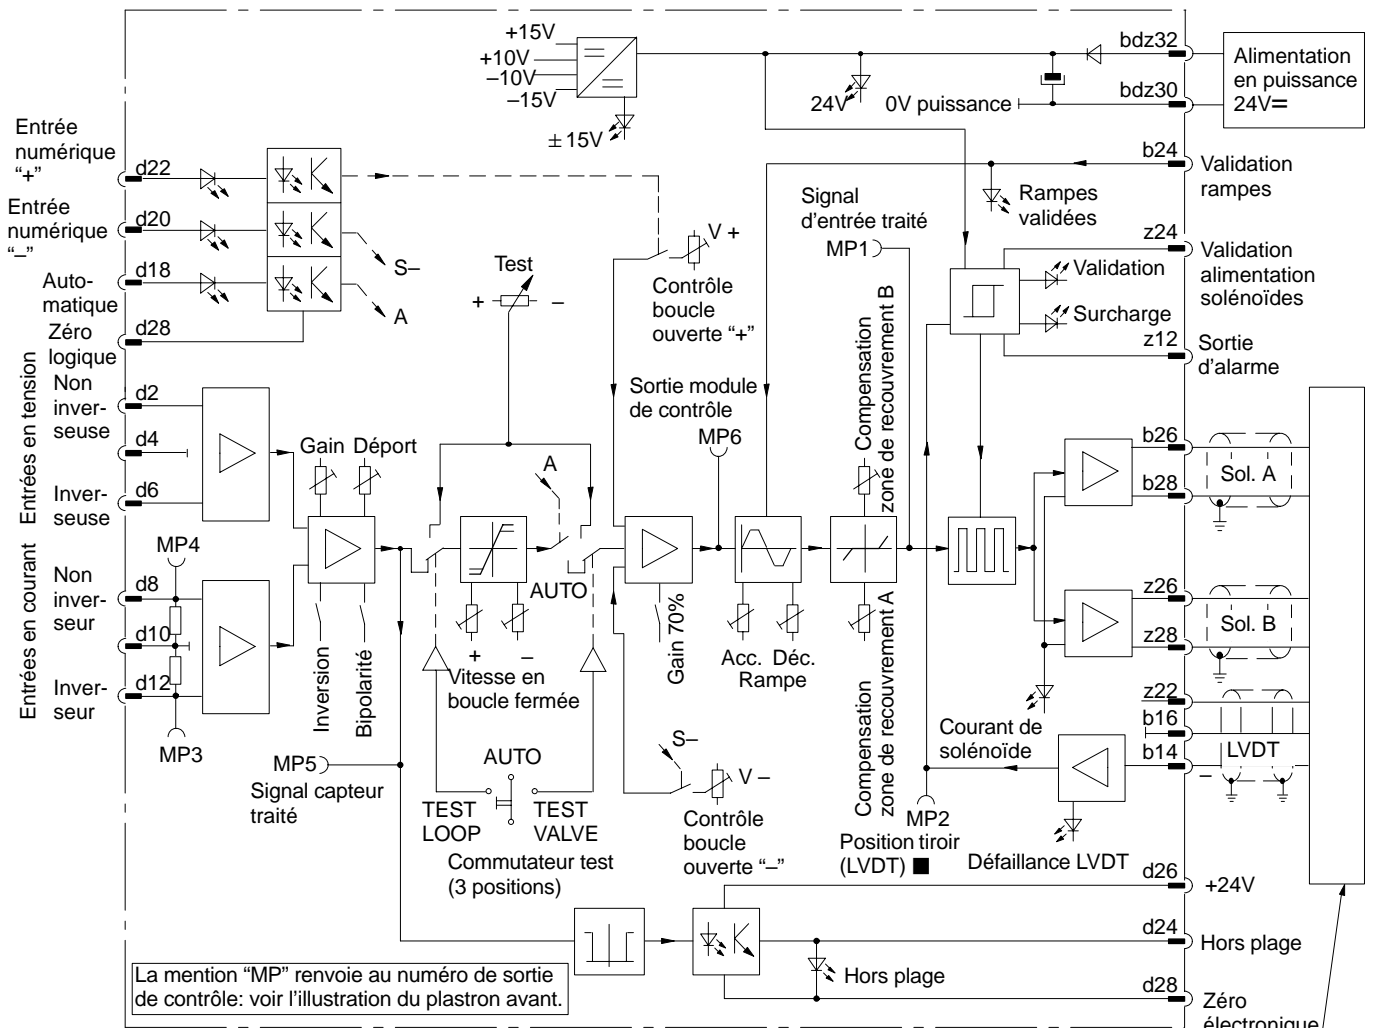 +15V
+10V
–10V
–15V
± 15V
24V
0V puissance
bdz32
bdz30
Alimentation
en puissance
24V=
Entrée
numérique
“+”
d22
Entrée
numérique
“–”
d20
Auto-
matique
d18
Zéro
logique
d28
S–
A
Test
+
–
V +
Contrôle
boucle
ouverte “+”
Signal
d'entrée traité
MP1
Rampes
validées
b24
Validation
rampes
z24
Validation
alimentation
solénoïdes
Validation
Surcharge
z12
Sortie
d'alarme
Entrées en tension
Non
inver-
seuse
d2
d4
Inver-
seuse
d6
Gain
Déport
Sortie module
de contrôle
MP6
Compensation
zone de recouvrement B
A
AUTO
b26
Sol. A
b28
Entrées en courant
MP4
Non
inver-
seur
d8
d10
Inver-
seur
d12
MP3
Inversion
Bipolarité
+
–
Vitesse en
boucle fermée
Gain 70%
Acc.
Déc.
Rampe
Compensation
zone de recouvrement A
z26
Sol. B
z28
z22
b16
b14
LVDT
–
Courant de
solénoïde
MP5
Signal capteur
traité
AUTO
TEST
LOOP
TEST
VALVE
Commutateur test
(3 positions)
S–
V –
Contrôle
boucle
ouverte “–”
MP2
Position tiroir
(LVDT) ■
Défaillance LVDT
d26
+24V
d24
Hors plage
Hors plage
d28
Zéro
électronique
La mention “MP” renvoie au numéro de sortie
de contrôle: voir l'illustration du plastron avant.